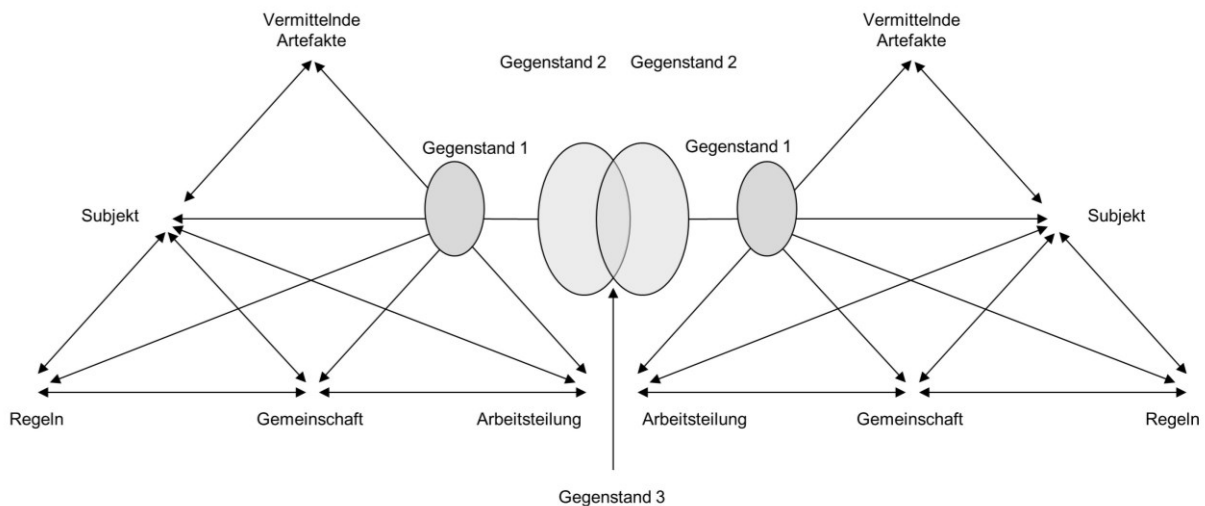 Vermittelnde
Artefakte
Vermittelnde
Artefakte
Gegenstand 2
Gegenstand 2
Gegenstand 1
Gegenstand 1
Subjekt
Subjekt
Regeln
Gemeinschaft
Arbeitsteilung
Arbeitsteilung
Gemeinschaft
Regeln
Gegenstand 3